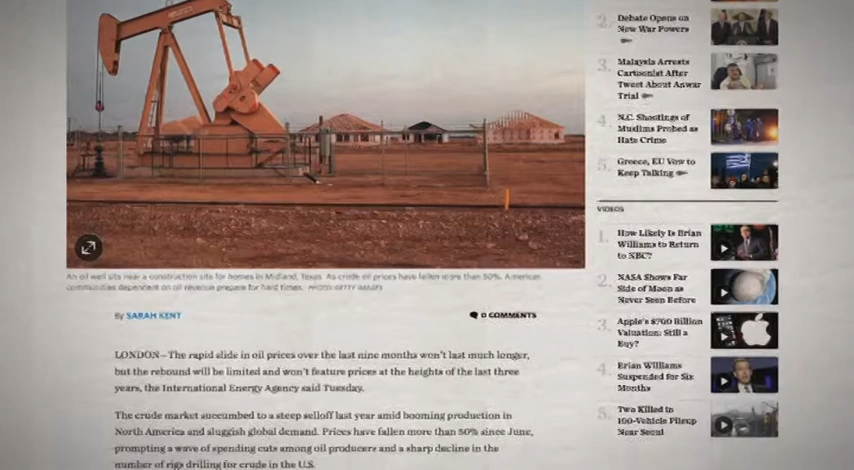 An oil well sits near a construction site for homes in Midland, Texas. As crude oil prices have fallen more than 50%, American
communities dependent on oil revenue prepare for hard times. PHOTO: GETTY IMAGES
By SARAH KENT
0 COMMENTS
LONDON—The rapid slide in oil prices over the last nine months won't last much longer,
but the rebound will be limited and won't feature prices at the heights of the last three
years, the International Energy Agency said Tuesday.
The crude market succumbed to a steep selloff last year amid booming production in
North America and sluggish global demand. Prices have fallen more than 50% since June,
prompting a wave of spending cuts among oil producers and a sharp decline in the
number of rigs drilling for crude in the U.S.
2. Debate Opens on
New War Powers
3. Malaysia Arrests
Cartoonist After
Tweet About Anwar
Trial
4. N.C. Shootings of
Muslims Probed as
Hate Crime
5. Greece, EU Vow to
Keep Talking
VIDEOS
1. How Likely Is Brian
Williams to Return
to NBC?
2. NASA Shows Far
Side of Moon as
Never Seen Before
3. Apple's $700 Billion
Valuation: Still a
Buy?
4. Brian Williams
Suspended for Six
Months
5. Two Killed in
100-Vehicle Pileup
Near Seoul